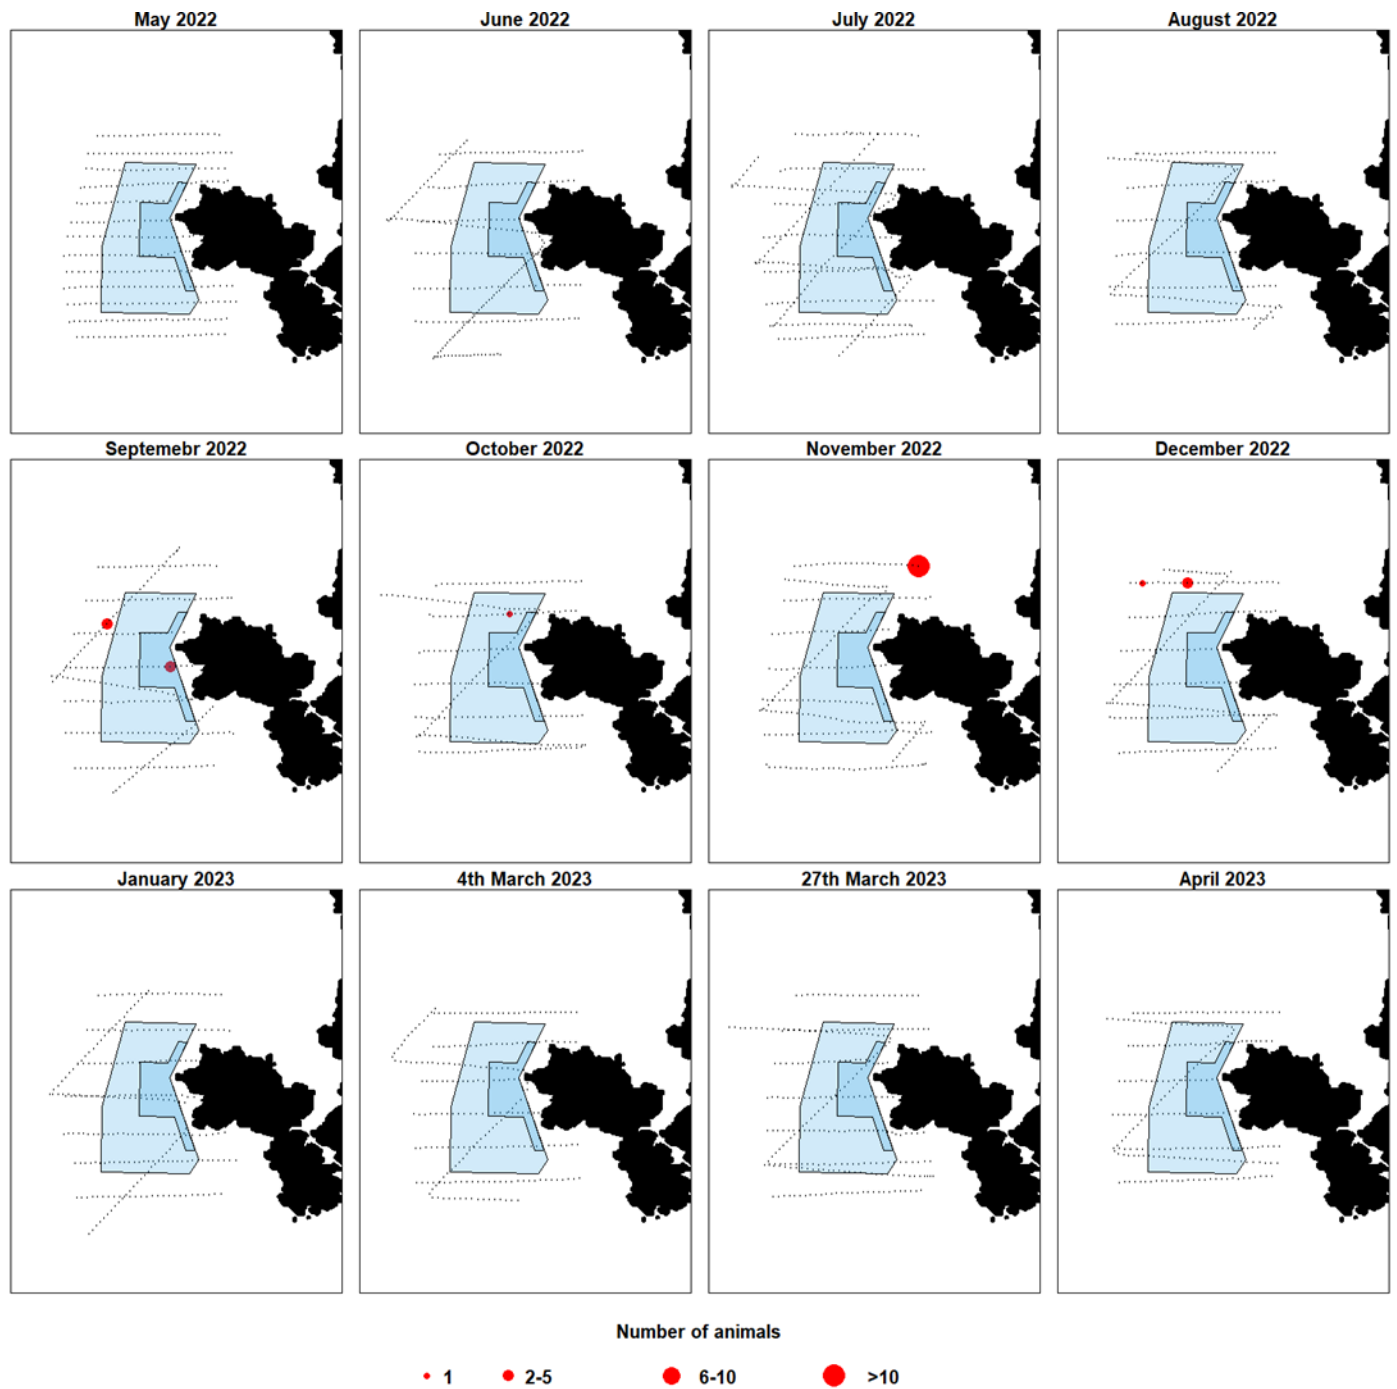 May 2022
June 2022
July 2022
August 2022
Septemebr 2022
October 2022
November 2022
December 2022
January 2023
4th March 2023
27th March 2023
April 2023
Number of animals
1
2-5
6-10
>10